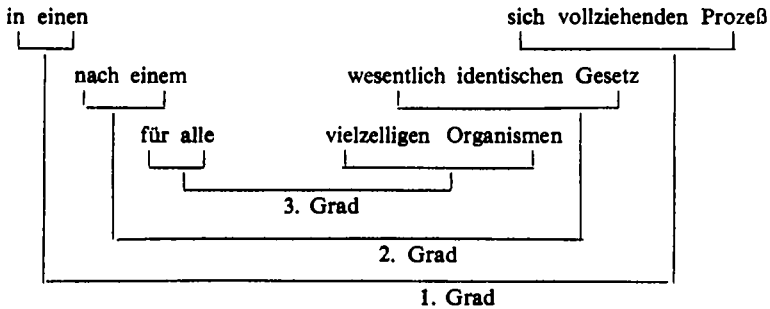 in einen sich vollziehenden Prozeß
nach einem wesentlich identischen Gesetz
für alle vielzelligen Organismen
3. Grad
2. Grad
1. Grad